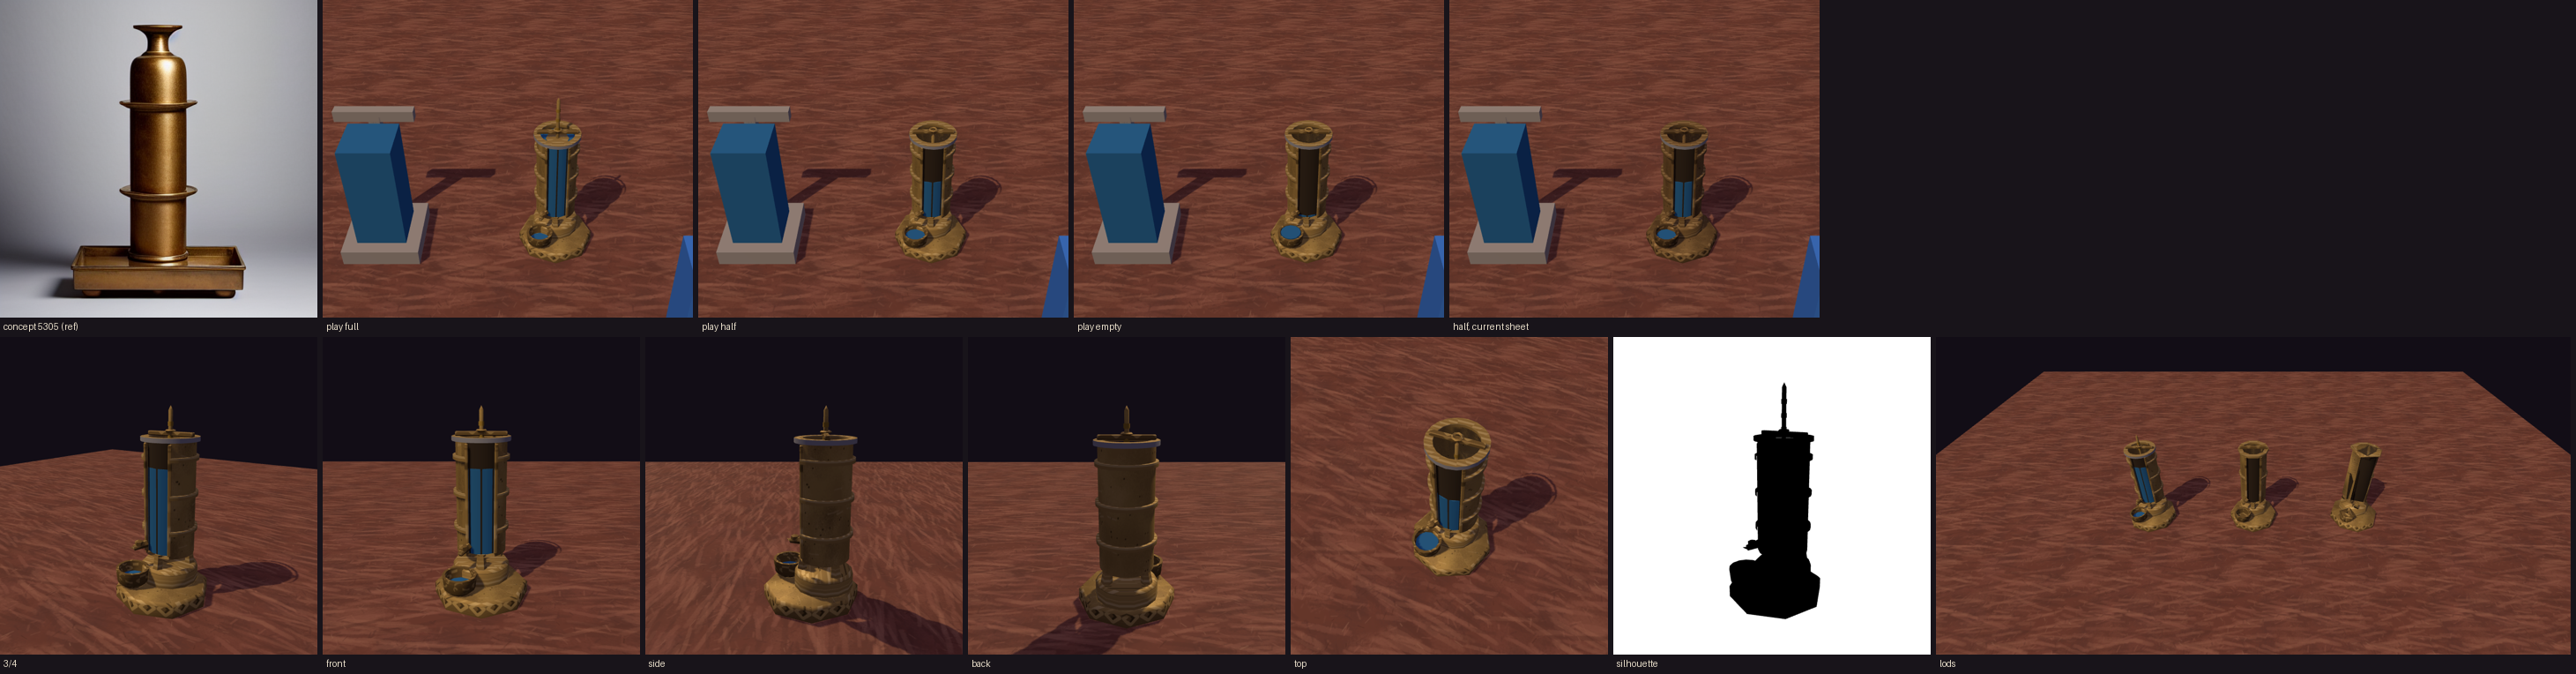 concept 5305 (ref)
play full
play half
play empty
half, current sheet
3/4
front
side
back
top
silhouette
lods